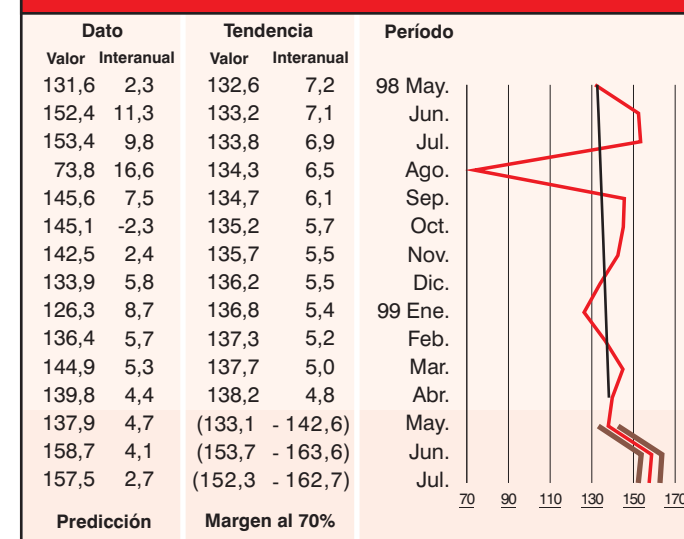 Dato Tendencia Período
Valor Interanual Valor Interanual
131,6 2,3 132,6 7,2 98 May.
152,4 11,3 133,2 7,1 Jun.
153,4 9,8 133,8 6,9 Jul.
73,8 16,6 134,3 6,5 Ago.
145,6 7,5 134,7 6,1 Sep.
145,1 -2,3 135,2 5,7 Oct.
142,5 2,4 135,7 5,5 Nov.
133,9 5,8 136,2 5,5 Dic.
126,3 8,7 136,8 5,4 99 Ene.
136,4 5,7 137,3 5,2 Feb.
144,9 5,3 137,7 5,0 Mar.
139,8 4,4 138,2 4,8 Abr.
137,9 4,7 (133,1 - 142,6) May.
158,7 4,1 (153,7 - 163,6) Jun.
157,5 2,7 (152,3 - 162,7) Jul.
70 90 110 130 150 170
Predicción Margen al 70%